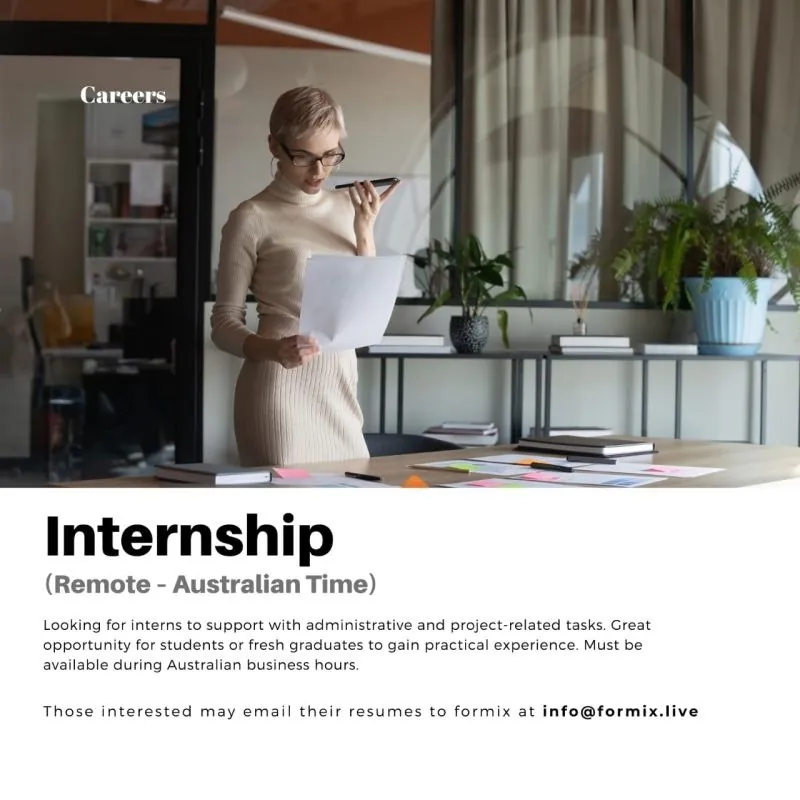 Careers
Internship
(Remote – Australian Time)
Looking for interns to support with administrative and project-related tasks. Great
opportunity for students or fresh graduates to gain practical experience. Must be
available during Australian business hours.
Those interested may email their resumes to formix at info@formix.live